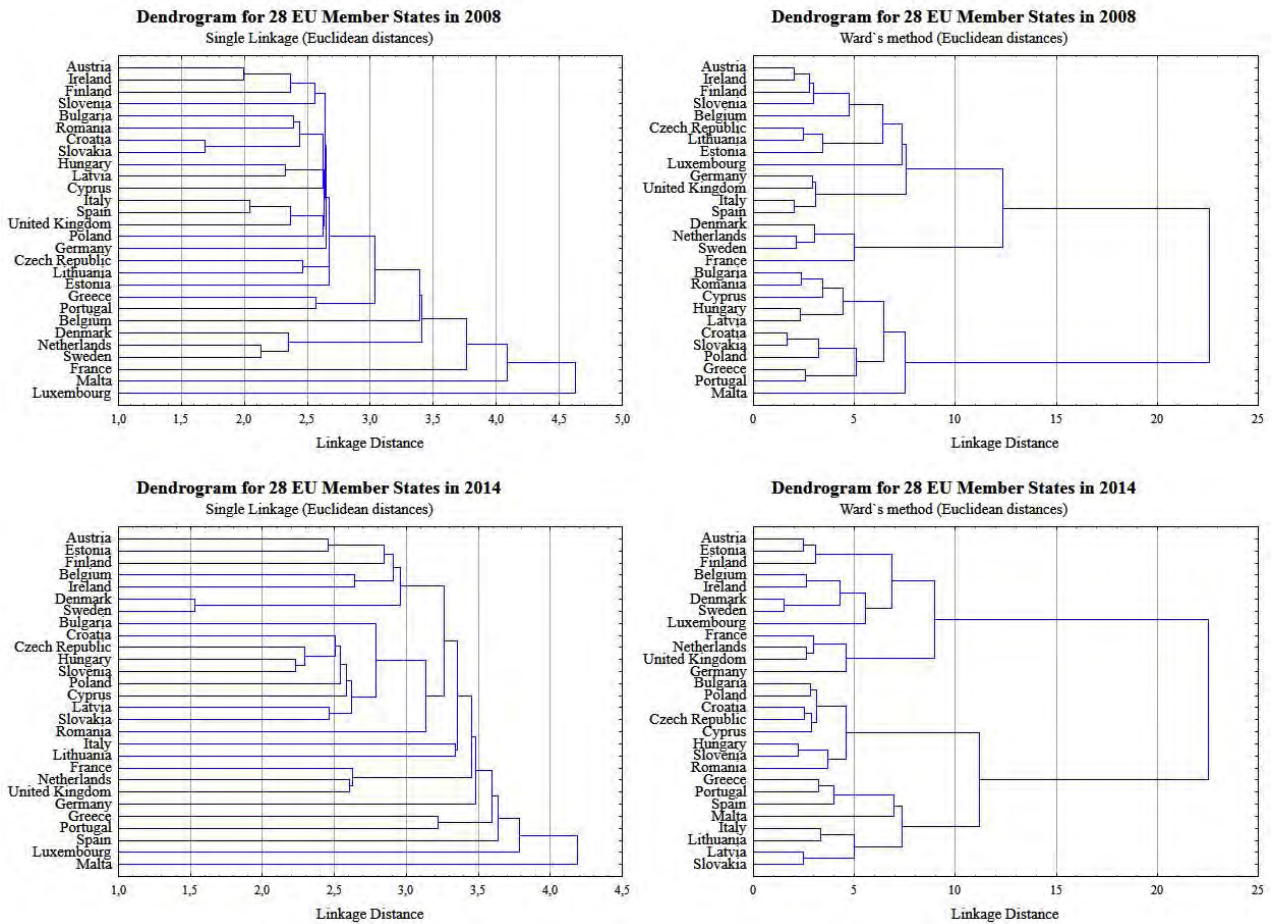 Dendrogram for 28 EU Member States in 2008
Single Linkage (Euclidean distances)
Austria
Ireland
Finland
Slovenia
Bulgaria
Romania
Croatia
Slovakia
Hungary
Latvia
Cyprus
Italy
Spain
United Kingdom
Poland
Germany
Czech Republic
Lithuania
Estonia
Greece
Portugal
Belgium
Denmark
Netherlands
Sweden
France
Malta
Luxembourg
1,0 1,5 2,0 2,5 3,0 3,5 4,0 4,5 5,0
Linkage Distance
Dendrogram for 28 EU Member States in 2008
Ward`s method (Euclidean distances)
Austria
Ireland
Finland
Slovenia
Belgium
Czech Republic
Lithuania
Estonia
Luxembourg
Germany
United Kingdom
Italy
Spain
Denmark
Netherlands
Sweden
France
Bulgaria
Romania
Cyprus
Hungary
Latvia
Croatia
Slovakia
Poland
Greece
Portugal
Malta
0 5 10 15 20 25
Linkage Distance
Dendrogram for 28 EU Member States in 2014
Single Linkage (Euclidean distances)
Austria
Estonia
Finland
Belgium
Ireland
Denmark
Sweden
Bulgaria
Croatia
Czech Republic
Hungary
Slovenia
Poland
Cyprus
Latvia
Slovakia
Romania
Italy
Lithuania
France
Netherlands
United Kingdom
Germany
Greece
Portugal
Spain
Luxembourg
Malta
1,0 1,5 2,0 2,5 3,0 3,5 4,0 4,5
Linkage Distance
Dendrogram for 28 EU Member States in 2014
Ward`s method (Euclidean distances)
Austria
Estonia
Finland
Belgium
Ireland
Denmark
Sweden
Luxembourg
France
Netherlands
United Kingdom
Germany
Bulgaria
Poland
Croatia
Czech Republic
Cyprus
Hungary
Slovenia
Romania
Greece
Portugal
Spain
Malta
Italy
Lithuania
Latvia
Slovakia
0 5 10 15 20 25
Linkage Distance